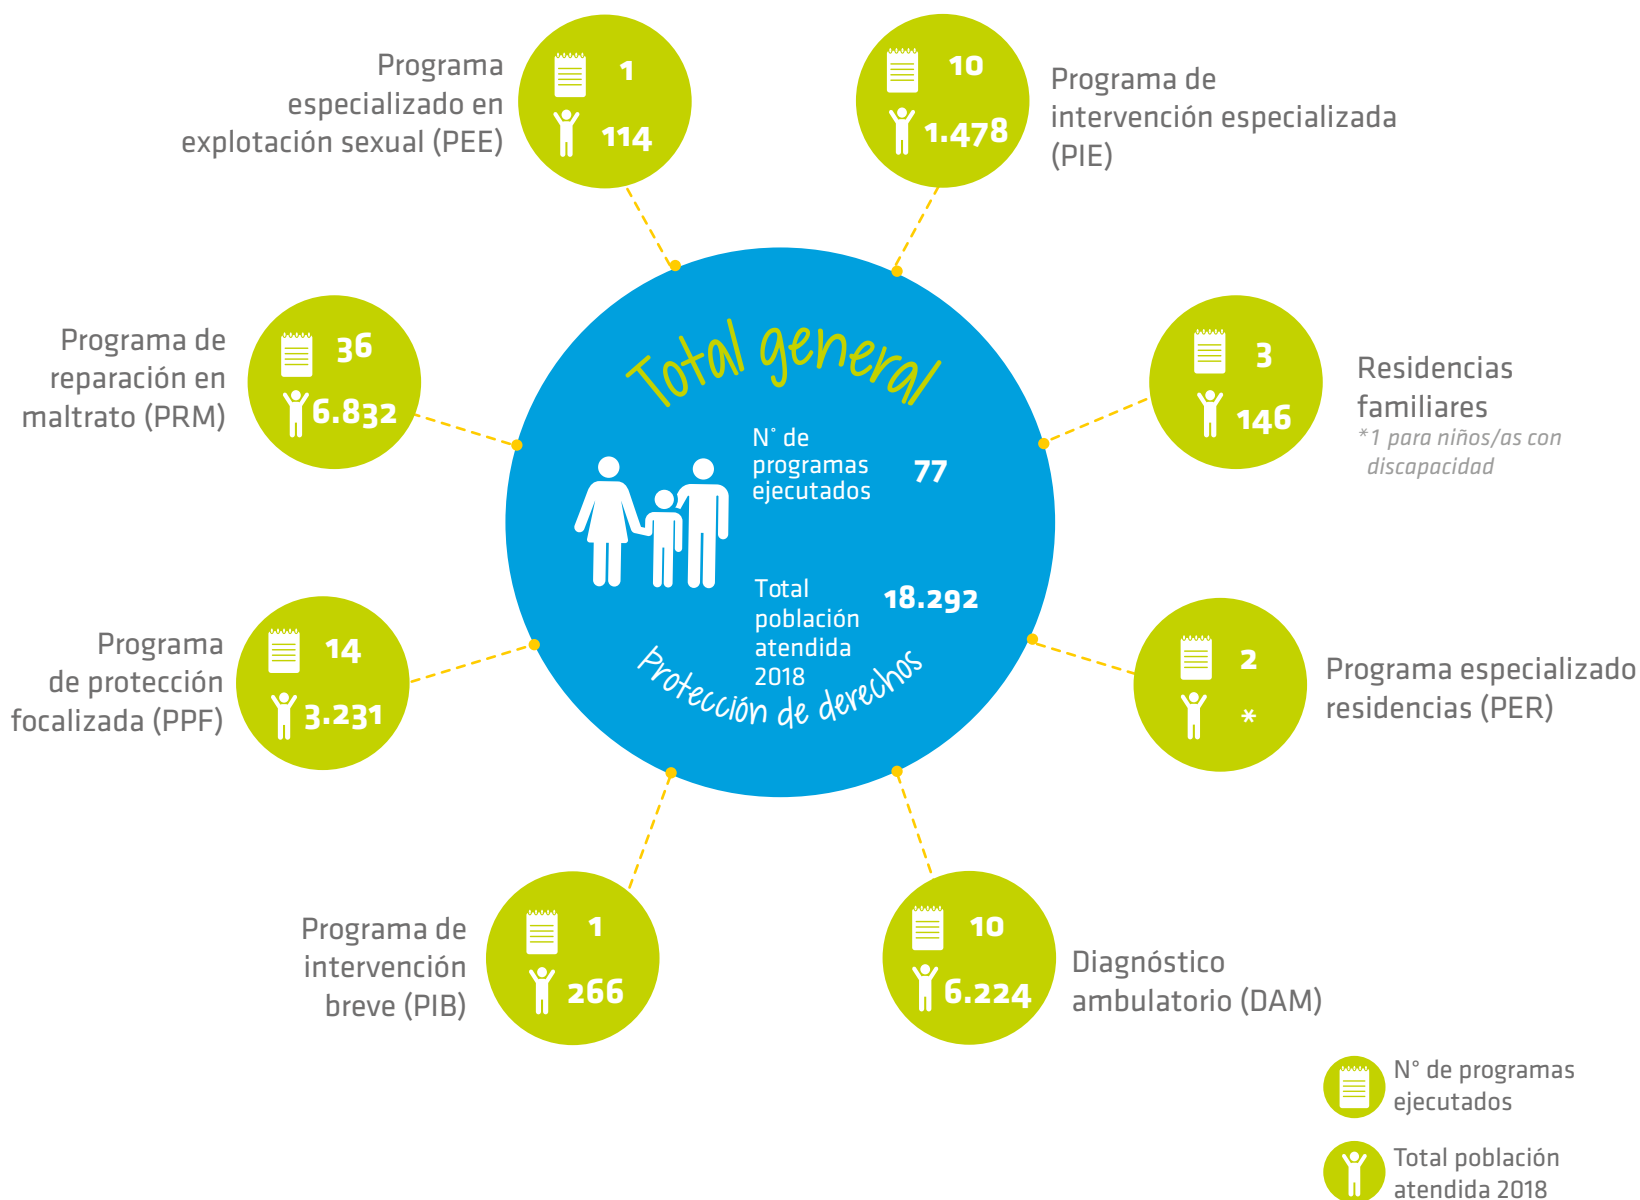 Programa
especializado en
explotación sexual (PEE)
1
114
10
1.478
Programa de
intervención especializada
(PIE)
Programa de
reparación en
maltrato (PRM)
36
6.832
3
146
Residencias
familiares
*1 para niños/as con
discapacidad
Total general
N° de
programas
ejecutados
77
Total
población
atendida
2018
18.292
Protección de derechos
Programa
de protección
focalizada (PPF)
14
3.231
2
*
Programa especializado
residencias (PER)
Programa de
intervención
breve (PIB)
1
266
10
6.224
Diagnóstico
ambulatorio (DAM)
N° de programas
ejecutados
Total población
atendida 2018